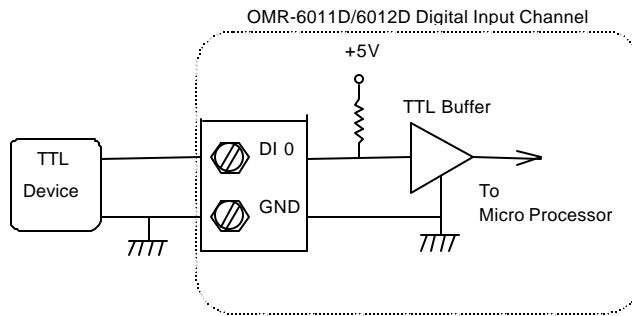 OMR-6011D/6012D Digital Input Channel
+5V
TTL Buffer
TTL
Device
DI 0
GND
To
Micro Processor